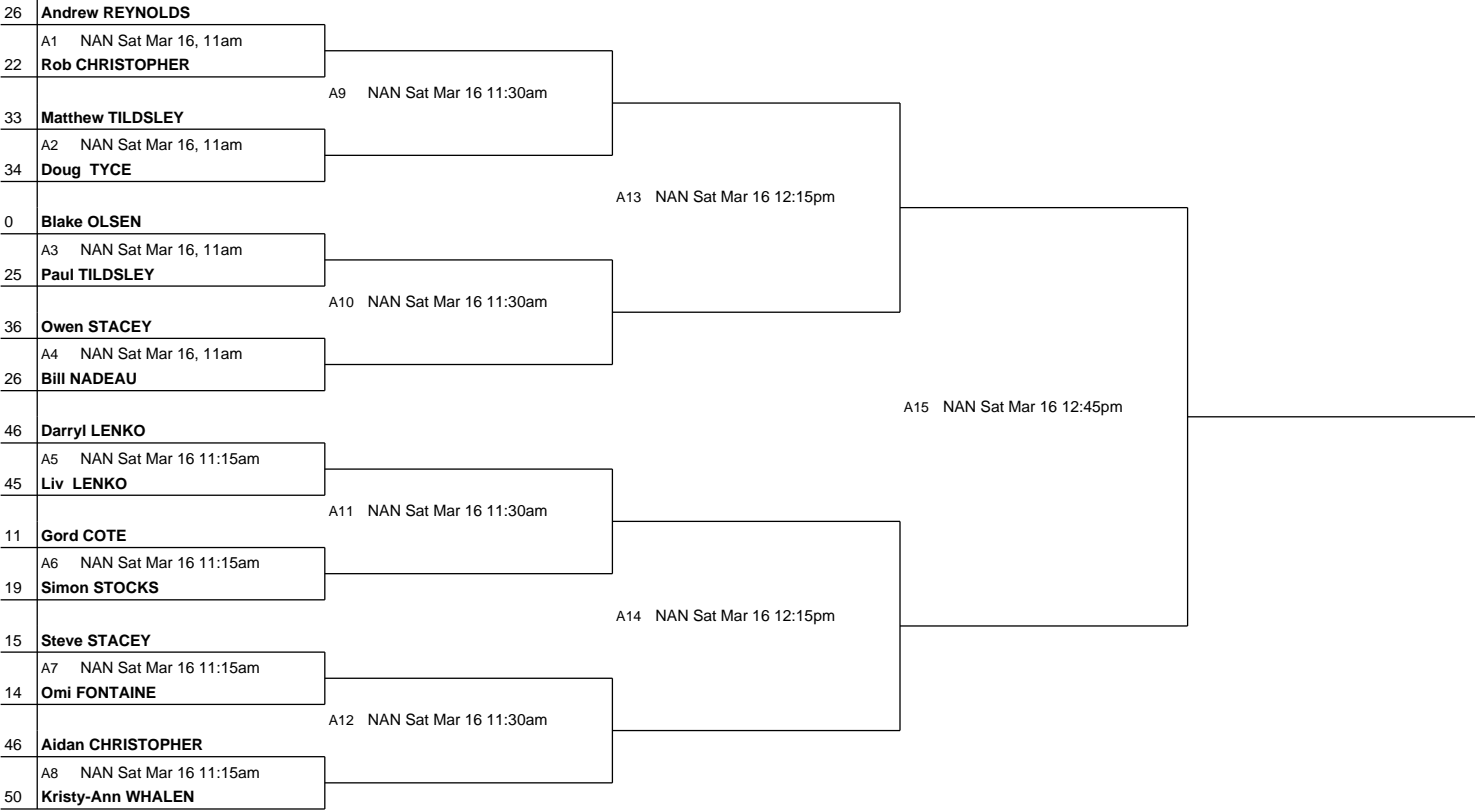 26 Andrew REYNOLDS
A1 NAN Sat Mar 16, 11am
22 Rob CHRISTOPHER
A9 NAN Sat Mar 16 11:30am
33 Matthew TILDSLEY
A2 NAN Sat Mar 16, 11am
34 Doug TYCE
A13 NAN Sat Mar 16 12:15pm
0 Blake OLSEN
A3 NAN Sat Mar 16, 11am
25 Paul TILDSLEY
A10 NAN Sat Mar 16 11:30am
36 Owen STACEY
A4 NAN Sat Mar 16, 11am
26 Bill NADEAU
A15 NAN Sat Mar 16 12:45pm
46 Darryl LENKO
A5 NAN Sat Mar 16 11:15am
45 Liv LENKO
A11 NAN Sat Mar 16 11:30am
11 Gord COTE
A6 NAN Sat Mar 16 11:15am
19 Simon STOCKS
A14 NAN Sat Mar 16 12:15pm
15 Steve STACEY
A7 NAN Sat Mar 16 11:15am
14 Omi FONTAINE
A12 NAN Sat Mar 16 11:30am
46 Aidan CHRISTOPHER
A8 NAN Sat Mar 16 11:15am
50 Kristy-Ann WHALEN